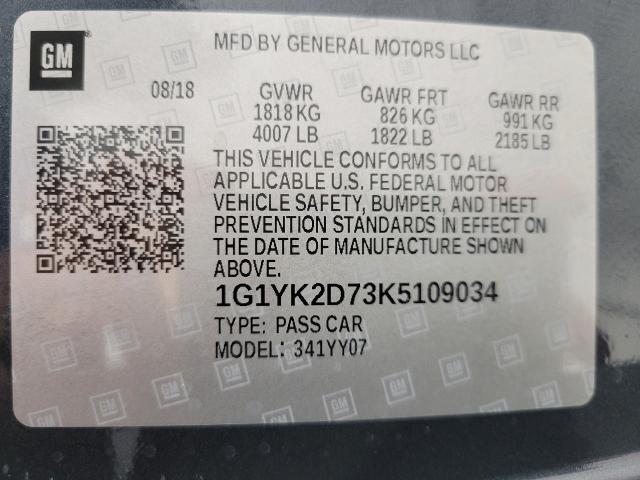 GM
MFD BY GENERAL MOTORS LLC
08/18
GVWR
1818 KG
4007 LB
GAWR FRT
826 KG
1822 LB
GAWR RR
991 KG
2185 LB
THIS VEHICLE CONFORMS TO ALL
APPLICABLE U.S. FEDERAL MOTOR
VEHICLE SAFETY, BUMPER, AND THEFT
PREVENTION STANDARDS IN EFFECT ON
THE DATE OF MANUFACTURE SHOWN
ABOVE.
1G1YK2D73K5109034
TYPE: PASS CAR
MODEL: 341YY07